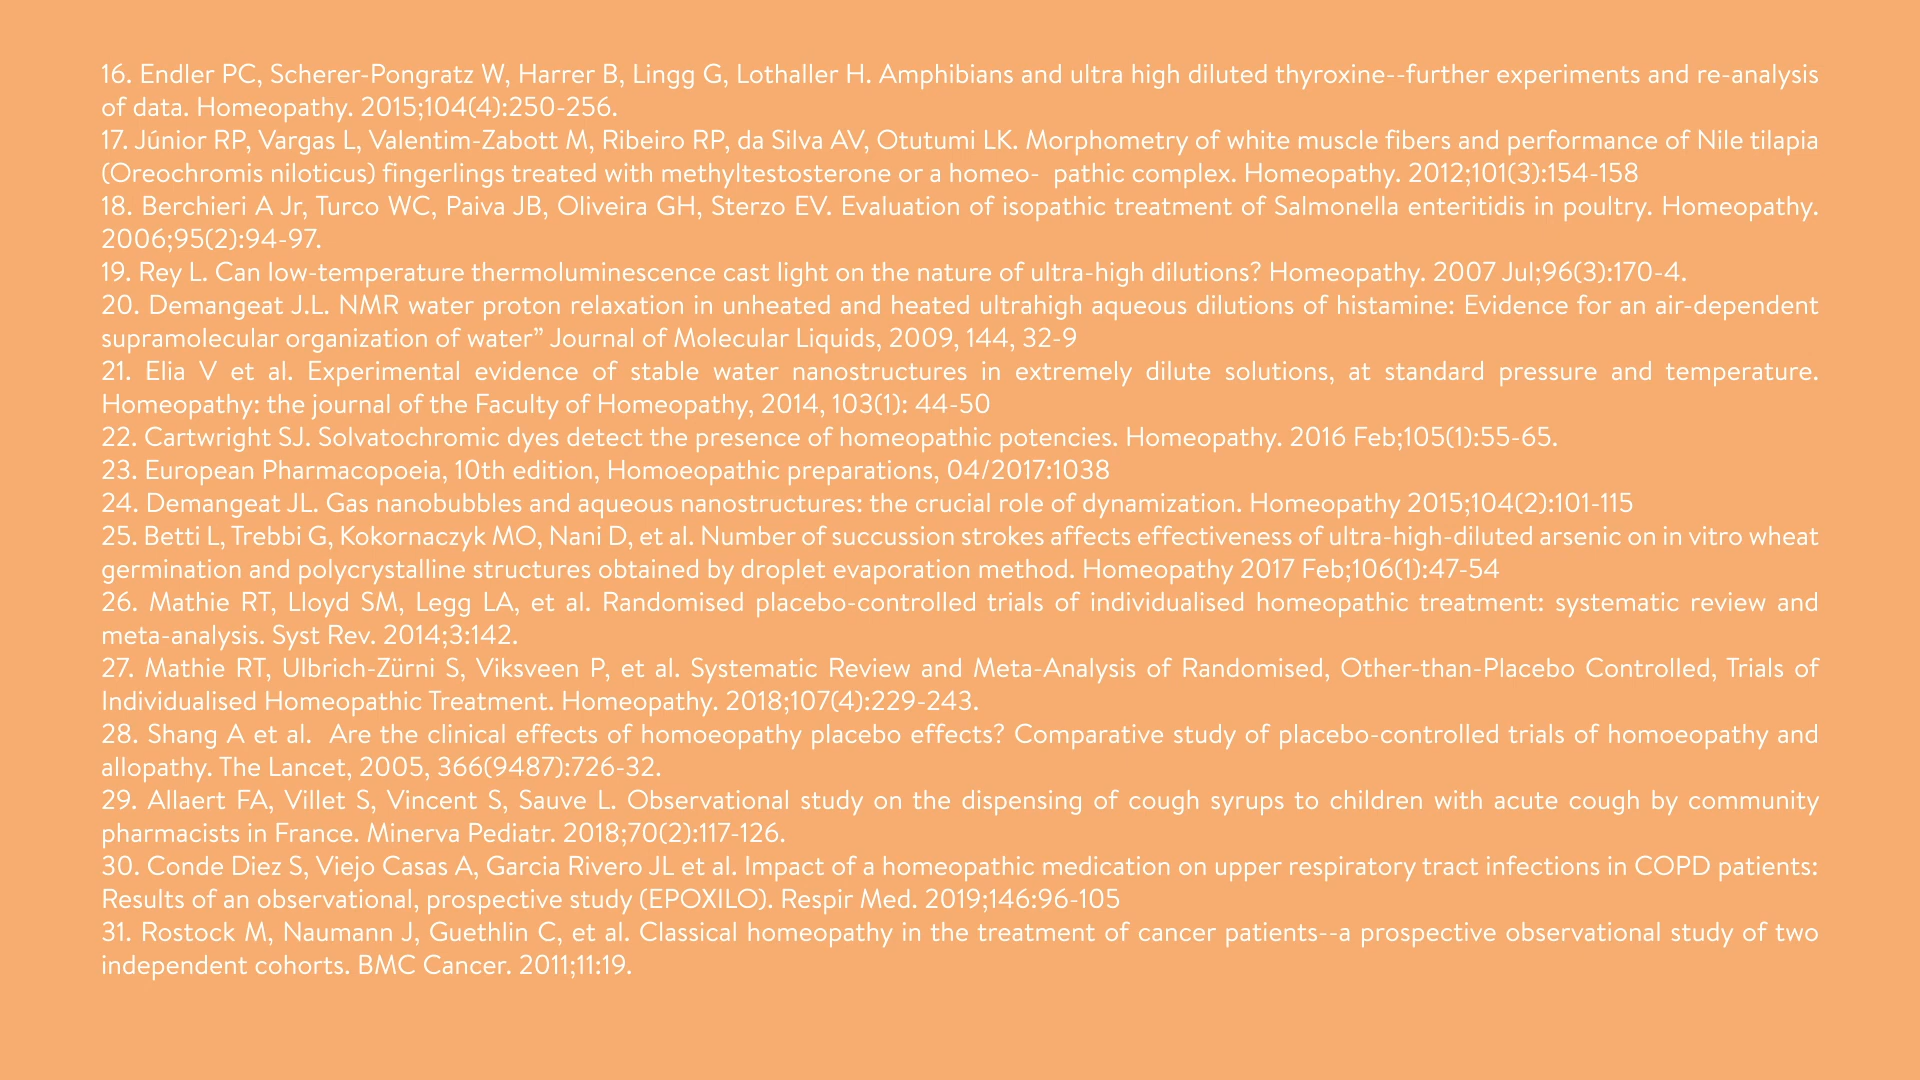 16. Endler PC, Scherer-Pongratz W, Harrer B, Lingg G, Lothaller H. Amphibians and ultra high diluted thyroxine--further experiments and re-analysis
of data. Homeopathy. 2015;104(4):250-256.
17. Júnior RP, Vargas L, Valentim-Zabott M, Ribeiro RP, da Silva AV, Otutumi LK. Morphometry of white muscle fibers and performance of Nile tilapia
(Oreochromis niloticus) fingerlings treated with methyltestosterone or a homeo-  pathic complex. Homeopathy. 2012;101(3):154-158
18. Berchieri A Jr, Turco WC, Paiva JB, Oliveira GH, Sterzo EV. Evaluation of isopathic treatment of Salmonella enteritidis in poultry. Homeopathy.
2006;95(2):94-97.
19. Rey L. Can low-temperature thermoluminescence cast light on the nature of ultra-high dilutions? Homeopathy. 2007 Jul;96(3):170-4.
20. Demangeat J.L. NMR water proton relaxation in unheated and heated ultrahigh aqueous dilutions of histamine: Evidence for an air-dependent
supramolecular organization of water” Journal of Molecular Liquids, 2009, 144, 32-9
21. Elia V et al. Experimental evidence of stable water nanostructures in extremely dilute solutions, at standard pressure and temperature.
Homeopathy: the journal of the Faculty of Homeopathy, 2014, 103(1): 44-50
22. Cartwright SJ. Solvatochromic dyes detect the presence of homeopathic potencies. Homeopathy. 2016 Feb;105(1):55-65.
23. European Pharmacopoeia, 10th edition, Homoeopathic preparations, 04/2017:1038
24. Demangeat JL. Gas nanobubbles and aqueous nanostructures: the crucial role of dynamization. Homeopathy 2015;104(2):101-115
25. Betti L, Trebbi G, Kokornaczyk MO, Nani D, et al. Number of succussion strokes affects effectiveness of ultra-high-diluted arsenic on in vitro wheat
germination and polycrystalline structures obtained by droplet evaporation method. Homeopathy 2017 Feb;106(1):47-54
26. Mathie RT, Lloyd SM, Legg LA, et al. Randomised placebo-controlled trials of individualised homeopathic treatment: systematic review and
meta-analysis. Syst Rev. 2014;3:142.
27. Mathie RT, Ulbrich-Zürni S, Viksveen P, et al. Systematic Review and Meta-Analysis of Randomised, Other-than-Placebo Controlled, Trials of
Individualised Homeopathic Treatment. Homeopathy. 2018;107(4):229-243.
28. Shang A et al.  Are the clinical effects of homoeopathy placebo effects? Comparative study of placebo-controlled trials of homoeopathy and
allopathy. The Lancet, 2005, 366(9487):726-32.
29. Allaert FA, Villet S, Vincent S, Sauve L. Observational study on the dispensing of cough syrups to children with acute cough by community
pharmacists in France. Minerva Pediatr. 2018;70(2):117-126.
30. Conde Diez S, Viejo Casas A, Garcia Rivero JL et al. Impact of a homeopathic medication on upper respiratory tract infections in COPD patients:
Results of an observational, prospective study (EPOXILO). Respir Med. 2019;146:96-105
31. Rostock M, Naumann J, Guethlin C, et al. Classical homeopathy in the treatment of cancer patients--a prospective observational study of two
independent cohorts. BMC Cancer. 2011;11:19.